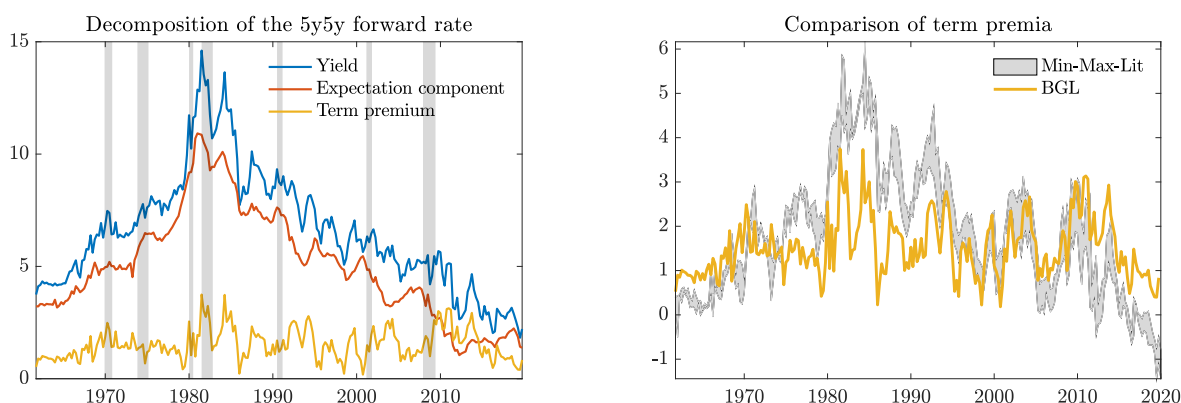 Decomposition of the 5y5y forward rate
15
10
5
0
Yield
Expectation component
Term premium
1970 1980 1990 2000 2010
Comparison of term premia
6
5
4
3
2
1
0
-1
Min-Max-Lit
BGL
1970 1980 1990 2000 2010 2020